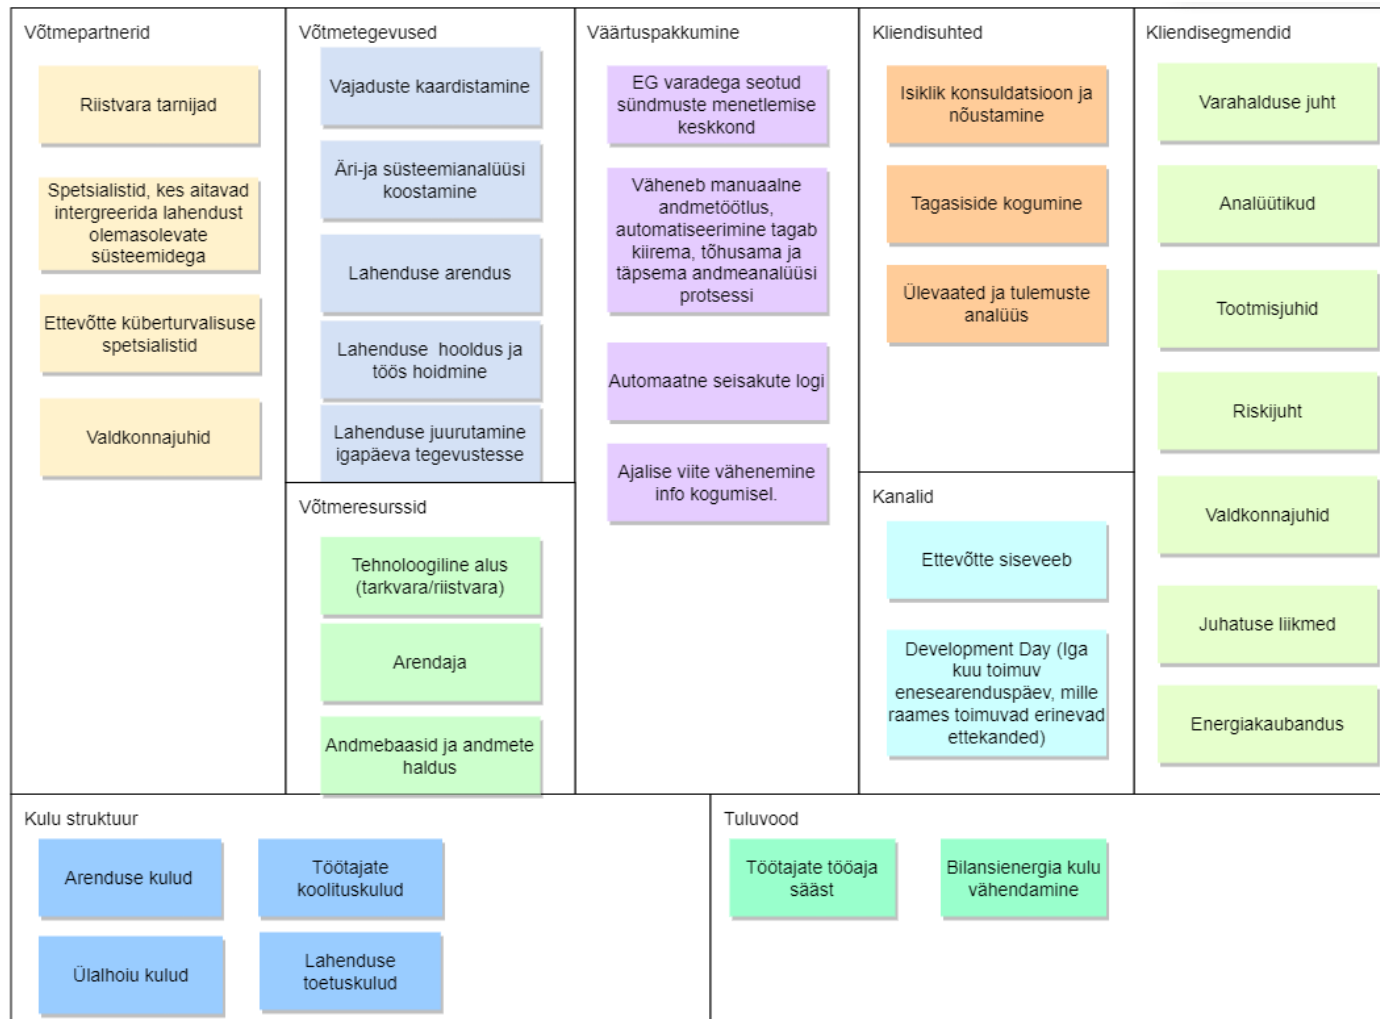 Võtmepartnerid
Riistvara tarnijad
Spetsialistid, kes aitavad
intergreerida lahendust
olemasolevate
süsteemidega
Ettevõtte küberturvalisuse
spetsialistid
Valdkonnajuhid
Võtmetegevused
Vajaduste kaardistamine
Äri-ja süsteemianalüüsi
koostamine
Lahenduse arendus
Lahenduse  hooldus ja
töös hoidmine
Lahenduse juurutamine
igapäeva tegevustesse
Võtmeresurssid
Tehnoloogiline alus
(tarkvara/riistvara)
Arendaja
Andmebaasid ja andmete
haldus
Väärtuspakkumine
EG varadega seotud
sündmuste menetlemise
keskkond
Väheneb manuaalne
andmetöötlus,
automatiseerimine tagab
kiirema, tõhusama ja
täpsema andmeanalüüsi
protsessi
Automaatne seisakute logi
Ajalise viite vähenemine
info kogumisel.
Kliendisuhted
Isiklik konsuldatsioon ja
nõustamine
Tagasiside kogumine
Ülevaated ja tulemuste
analüüs
Kanalid
Ettevõtte siseveeb
Development Day (Iga
kuu toimuv
enesearenduspäev, mille
raames toimuvad erinevad
ettekanded)
Kliendisegmendid
Varahalduse juht
Analüütikud
Tootmisjuhid
Riskijuht
Valdkonnajuhid
Juhatuse liikmed
Energiakaubandus
Kulu struktuur
Arenduse kulud
Töötajate
koolituskulud
Ülalhoiu kulud
Lahenduse
toetuskulud
Tuluvood
Töötajate tööaja
sääst
Bilansienergia kulu
vähendamine